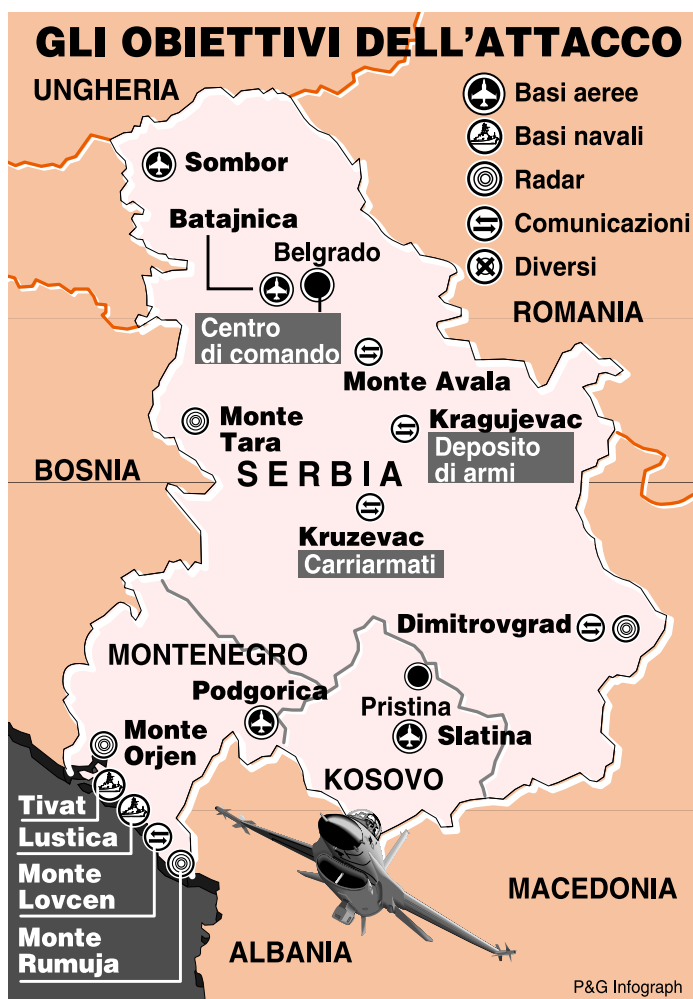 GLI OBIETTIVI DELL'ATTACCO
UNGHERIA
Basi aeree
Basi navali
Radar
Comunicazioni
Diversi
Sombor
Batajnica
Belgrado
ROMANIA
Centro
di comando
Monte Avala
Monte
Tara
Kragujevac
Deposito
di armi
BOSNIA
SERBIA
Kruzevac
Carriarmati
Dimitrovgrad
MONTENEGRO
Podgorica
Pristina
Slatina
Monte
Orjen
KOSOVO
Tivat
Lustica
Monte
Lovcen
Monte
Rumuja
MACEDONIA
ALBANIA
P&G Infograph